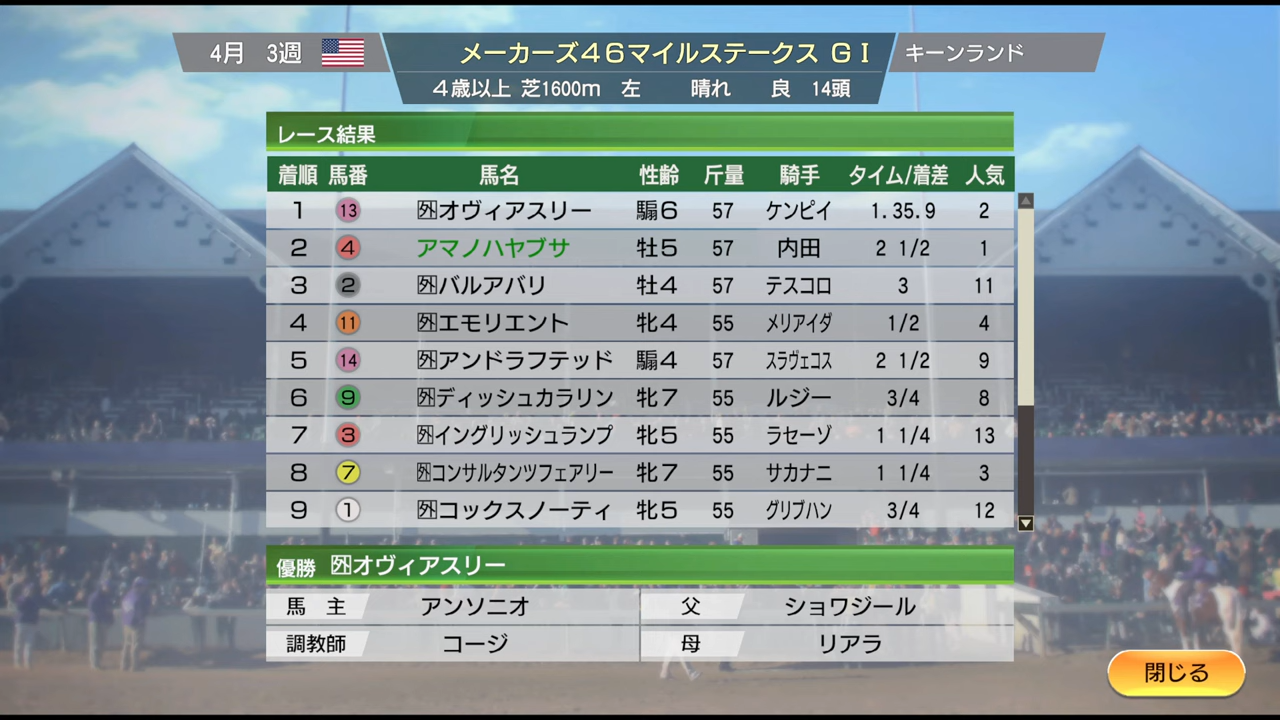 4月 3週 メーカーズ46マイルステークス GⅠ キーンランド
4歳以上 芝1600m 左 晴れ 良 14頭
レース結果
着順 馬番 馬名 性齢 斤量 騎手 タイム/着差 人気
1 13 外オヴィアスリー 騸6 57 ケンピイ 1.35.9 2
2 4 アマノハヤブサ 牡5 57 内田 2 1/2 1
3 2 外バルアバリ 牡4 57 テスコロ 3 11
4 11 外エモリエント 牝4 55 メリアイダ 1/2 4
5 14 外アンドラフテッド 騸4 57 スラヴェコス 2 1/2 9
6 9 外ディッシュカラリン 牝7 55 ルジー 3/4 8
7 3 外イングリッシュランプ 牝5 55 ラセーゾ 1 1/4 13
8 7 外コンサルタンツフェアリー 牝7 55 サカナニ 1 1/4 3
9 1 外コックスノーティ 牝5 55 グリブハン 3/4 12
優勝 外オヴィアスリー
馬 主 アンソニオ 父 ショワジール
調教師 コージ 母 リアラ
閉じる